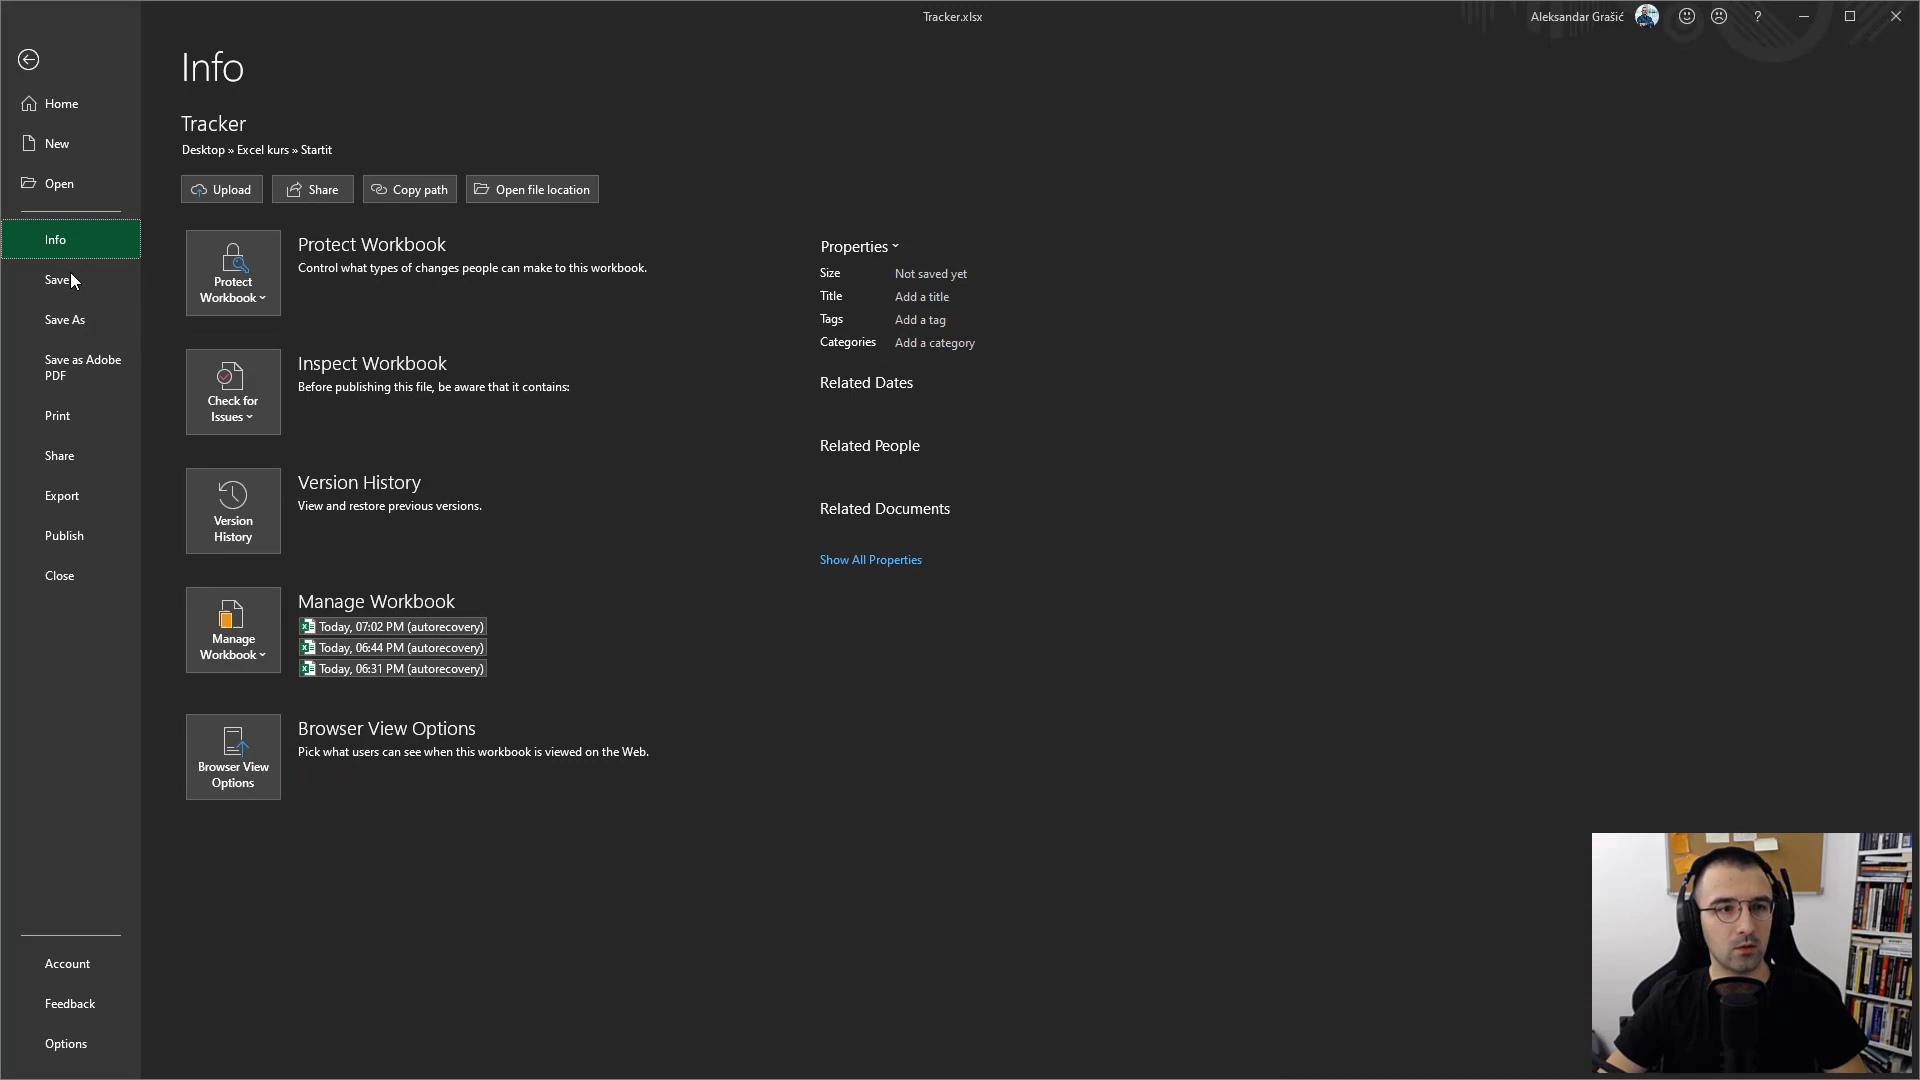 Tracker.xlsx
Aleksandar Grašić
?
Info
Home
New
Open
Info
Save
Save As
Save as Adobe
PDF
Print
Share
Export
Publish
Close
Account
Feedback
Options
Tracker
Desktop » Excel kurs » Startit
Upload
Share
Copy path
Open file location
Protect
Workbook
Protect Workbook
Control what types of changes people can make to this workbook.
Check for
Issues
Inspect Workbook
Before publishing this file, be aware that it contains:
Version
History
Version History
View and restore previous versions.
Manage
Workbook
Manage Workbook
Today, 07:02 PM (autorecovery)
Today, 06:44 PM (autorecovery)
Today, 06:31 PM (autorecovery)
Browser View
Options
Browser View Options
Pick what users can see when this workbook is viewed on the Web.
Properties
Size Not saved yet
Title Add a title
Tags Add a tag
Categories Add a category
Related Dates
Related People
Related Documents
Show All Properties